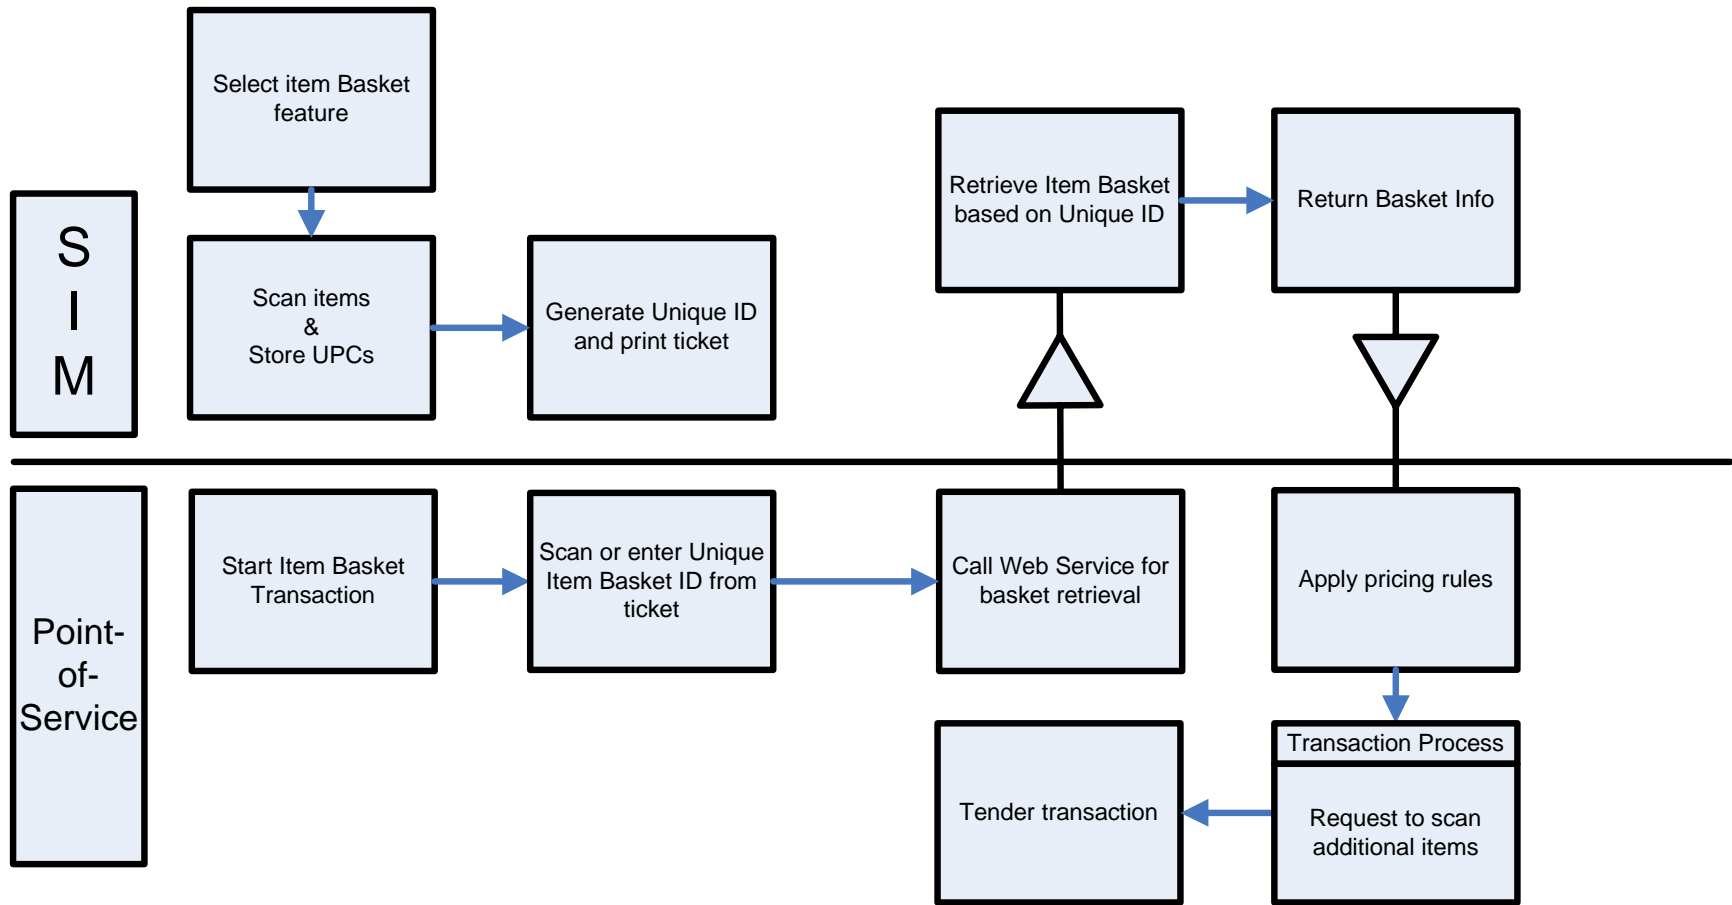 Select item Basket
feature
S
I
M
Scan items
&
Store UPCs
Generate Unique ID
and print ticket
Retrieve Item Basket
based on Unique ID
Return Basket Info
Point-
of-
Service
Start Item Basket
Transaction
Scan or enter Unique
Item Basket ID from
ticket
Call Web Service for
basket retrieval
Apply pricing rules
Transaction Process
Request to scan
additional items
Tender transaction